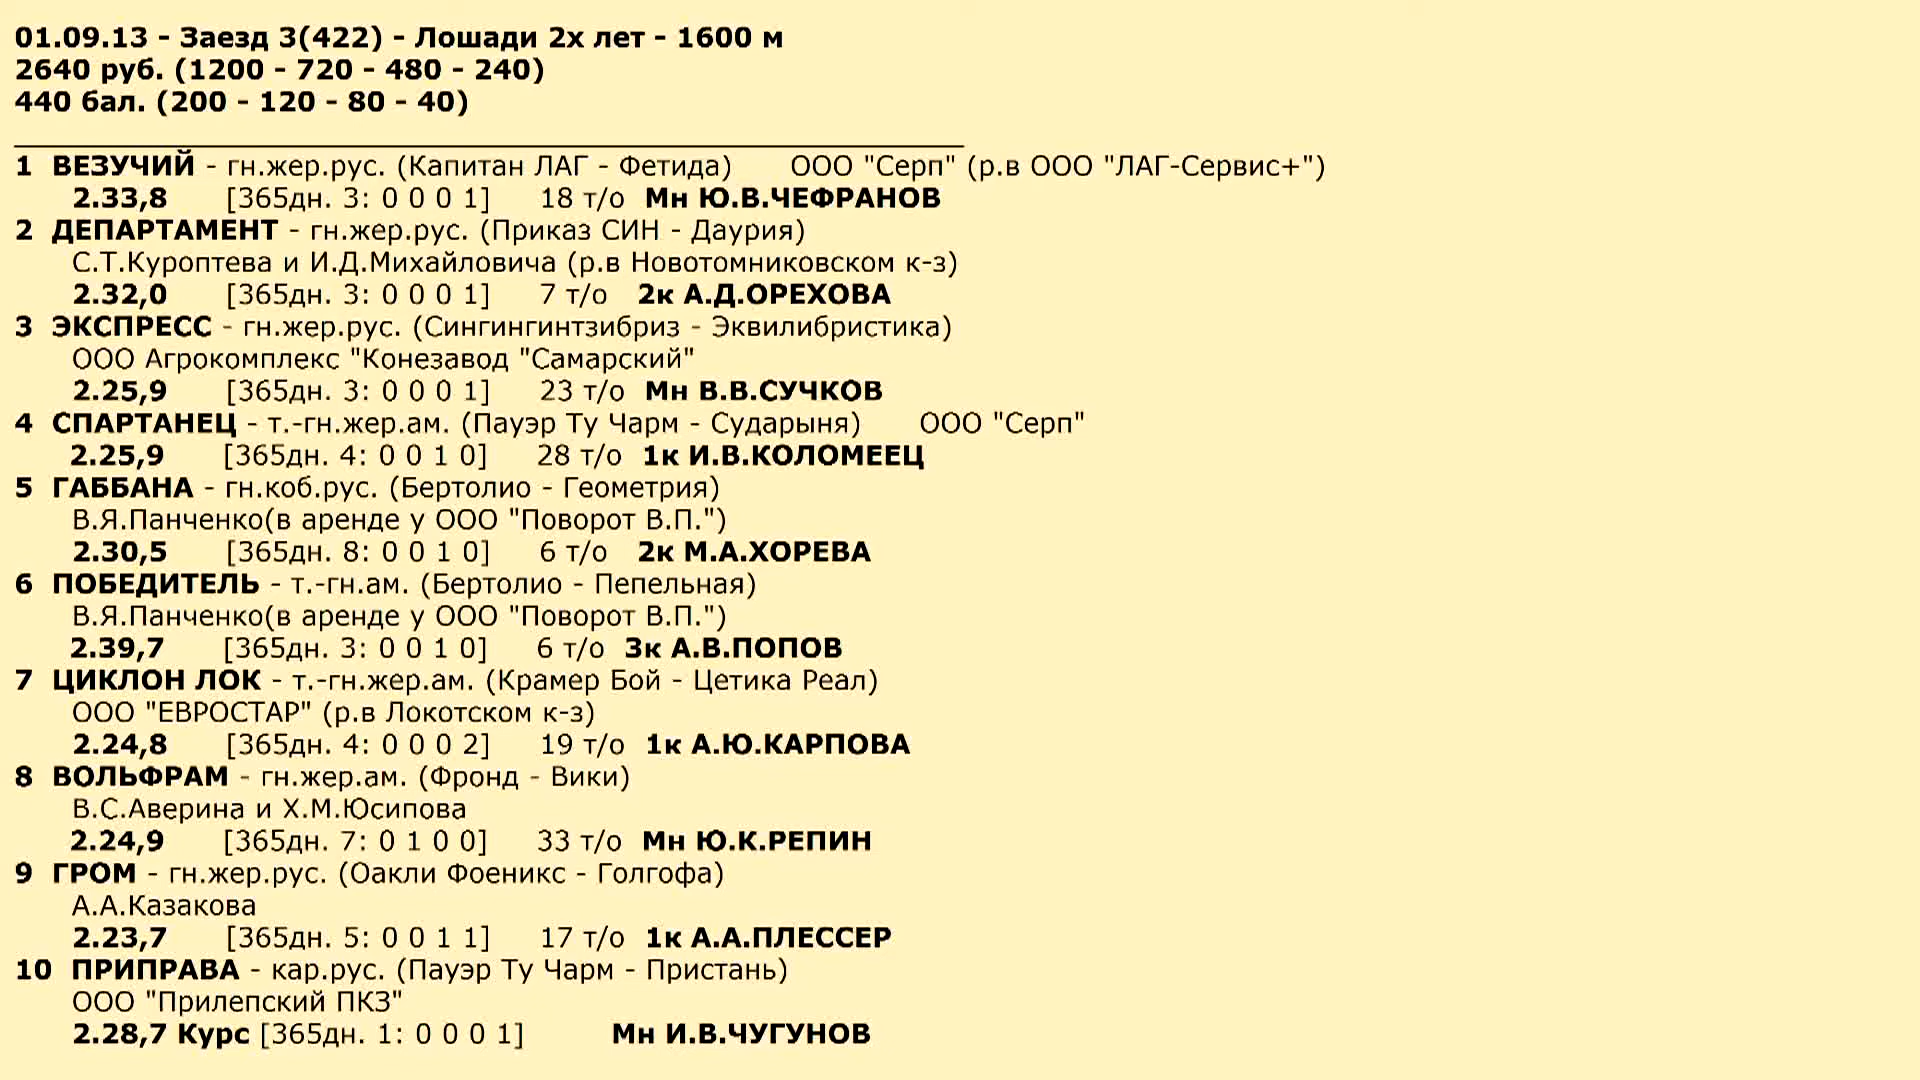 01.09.13 - Заезд 3(422) - Лошади 2х лет - 1600 м
2640 руб. (1200 - 720 - 480 - 240)
440 бал. (200 - 120 - 80 - 40)
1 ВЕЗУЧИЙ - гн.жер.рус. (Капитан ЛАГ - Фетида) ООО "Серп" (р.в ООО "ЛАГ-Сервис+")
2.33,8 [365дн. 3: 0 0 0 1] 18 т/о Мн Ю.В.ЧЕФРАНОВ
2 ДЕПАРТАМЕНТ - гн.жер.рус. (Приказ СИН - Даурия)
С.Т.Куроптева и И.Д.Михайловича (р.в Новотомниковском к-з)
2.32,0 [365дн. 3: 0 0 0 1] 7 т/о 2к А.Д.ОРЕХОВА
3 ЭКСПРЕСС - гн.жер.рус. (Сингингинтзибриз - Эквилибристика)
ООО Агрокомплекс "Конезавод "Самарский"
2.25,9 [365дн. 3: 0 0 0 1] 23 т/о Мн В.В.СУЧКОВ
4 СПАРТАНЕЦ - т.-гн.жер.ам. (Пауэр Ту Чарм - Сударыня) ООО "Серп"
2.25,9 [365дн. 4: 0 0 1 0] 28 т/о 1к И.В.КОЛОМЕЕЦ
5 ГАББАНА - гн.коб.рус. (Бертолио - Геометрия)
В.Я.Панченко(в аренде у ООО "Поворот В.П.")
2.30,5 [365дн. 8: 0 0 1 0] 6 т/о 2к М.А.ХОРЕВА
6 ПОБЕДИТЕЛЬ - т.-гн.ам. (Бертолио - Пепельная)
В.Я.Панченко(в аренде у ООО "Поворот В.П.")
2.39,7 [365дн. 3: 0 0 1 0] 6 т/о 3к А.В.ПОПОВ
7 ЦИКЛОН ЛОК - т.-гн.жер.ам. (Крамер Бой - Цетика Реал)
ООО "ЕВРОСТАР" (р.в Локотском к-з)
2.24,8 [365дн. 4: 0 0 0 2] 19 т/о 1к А.Ю.КАРПОВА
8 ВОЛЬФРАМ - гн.жер.ам. (Фронд - Вики)
В.С.Аверина и Х.М.Юсипова
2.24,9 [365дн. 7: 0 1 0 0] 33 т/о Мн Ю.К.РЕПИН
9 ГРОМ - гн.жер.рус. (Оакли Фоеникс - Голгофа)
А.А.Казакова
2.23,7 [365дн. 5: 0 0 1 1] 17 т/о 1к А.А.ПЛЕССЕР
10 ПРИПРАВА - кар.рус. (Пауэр Ту Чарм - Пристань)
ООО "Прилепский ПКЗ"
2.28,7 Курс [365дн. 1: 0 0 0 1] Мн И.В.ЧУГУНОВ